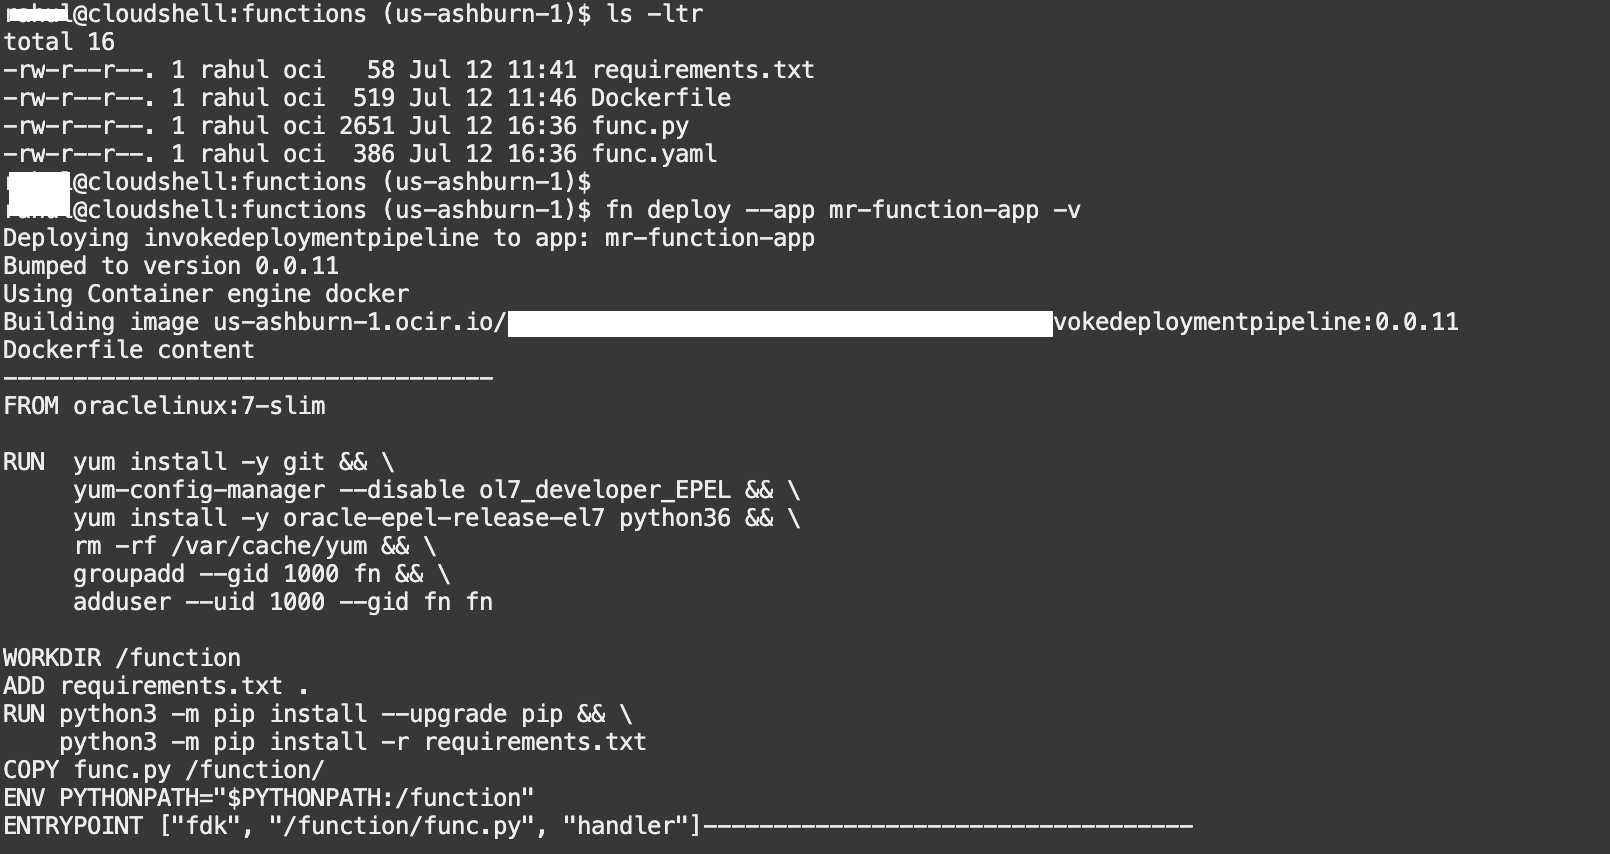 @cloudshell:functions (us-ashburn-1)$ ls -ltr
total 16
-rw-r--r--. 1 rahul oci   58 Jul 12 11:41 requirements.txt
-rw-r--r--. 1 rahul oci  519 Jul 12 11:46 Dockerfile
-rw-r--r--. 1 rahul oci 2651 Jul 12 16:36 func.py
-rw-r--r--. 1 rahul oci  386 Jul 12 16:36 func.yaml
@cloudshell:functions (us-ashburn-1)$
@cloudshell:functions (us-ashburn-1)$ fn deploy --app mr-function-app -v
Deploying invokedeploymentpipeline to app: mr-function-app
Bumped to version 0.0.11
Using Container engine docker
Building image us-ashburn-1.ocir.io/ vokedeploymentpipeline:0.0.11
Dockerfile content
-----------------------------------
FROM oraclelinux:7-slim
RUN  yum install -y git && \
     yum-config-manager --disable ol7_developer_EPEL && \
     yum install -y oracle-epel-release-el7 python36 && \
     rm -rf /var/cache/yum && \
     groupadd --gid 1000 fn && \
     adduser --uid 1000 --gid fn fn
WORKDIR /function
ADD requirements.txt .
RUN python3 -m pip install --upgrade pip && \
    python3 -m pip install -r requirements.txt
COPY func.py /function/
ENV PYTHONPATH="$PYTHONPATH:/function"
ENTRYPOINT ["fdk", "/function/func.py", "handler"]-----------------------------------